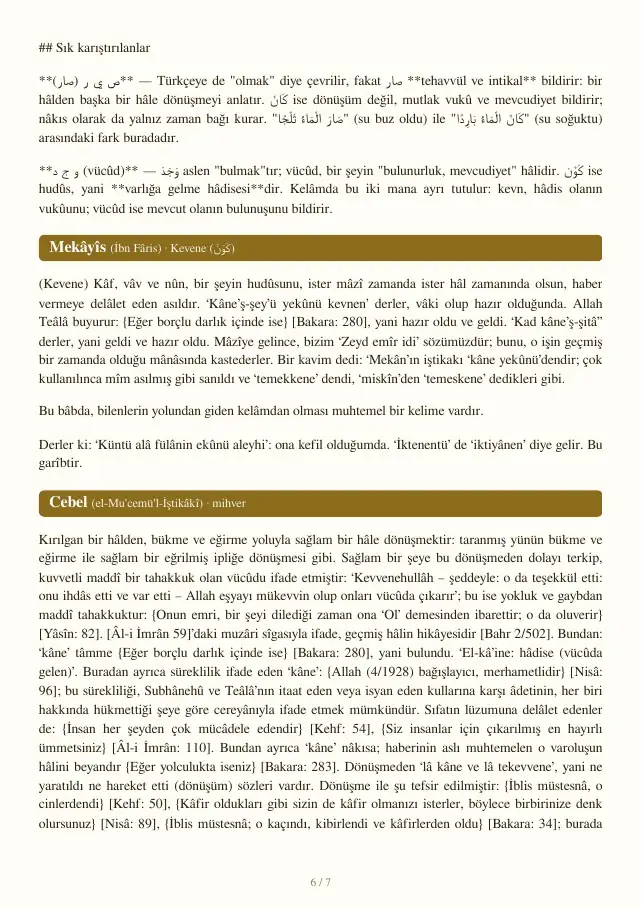 ## Sık karıştırılanlar
**ص ي ر (صار)** — Türkçeye de "olmak" diye çevrilir, fakat صار **tehavvül ve intikal** bildirir: bir
hâlden başka bir hâle dönüşmeyi anlatır. كَانَ ise dönüşüm değil, mutlak vukû ve mevcudiyet bildirir;
nâkıs olarak da yalnız zaman bağı kurar. "صَارَ الْمَاءُ ثَلْجًا" (su buz oldu) ile "كَانَ الْمَاءُ بَارِدًا" (su soğuktu)
arasındaki fark buradadır.
**و ج د (vücûd)** — وَجَدَ aslen "bulmak"tır; vücûd, bir şeyin "bulunurluk, mevcudiyet" hâlidir. كَوْن ise
hudûs, yani **varlığa gelme hâdisesi**dir. Kelâmda bu iki mana ayrı tutulur: kevn, hâdis olanın
vukûunu; vücûd ise mevcut olanın bulunuşunu bildirir.
Mekâyîs (İbn Fâris) · Kevene (كَوَنَ)
(Kevene) Kâf, vâv ve nûn, bir şeyin hudûsunu, ister mâzî zamanda ister hâl zamanında olsun, haber
vermeye delâlet eden asıldır. ‘Kâne’ş-şey’ü yekûnü kevnen’ derler, vâki olup hazır olduğunda. Allah
Teâlâ buyurur: {Eğer borçlu darlık içinde ise} [Bakara: 280], yani hazır oldu ve geldi. ‘Kad kâne’ş-şitâ’’
derler, yani geldi ve hazır oldu. Mâzîye gelince, bizim ‘Zeyd emîr idi’ sözümüzdür; bunu, o işin geçmiş
bir zamanda olduğu mânâsında kastederler. Bir kavim dedi: ‘Mekân’ın iştikakı ‘kâne yekûnü’dendir; çok
kullanılınca mîm asılmış gibi sanıldı ve ‘temekkene’ dendi, ‘miskîn’den ‘temeskene’ dedikleri gibi.
Bu bâbda, bilenlerin yolundan giden kelâmdan olması muhtemel bir kelime vardır.
Derler ki: ‘Küntü alâ fülânin ekûnü aleyhi’: ona kefil olduğumda. ‘İktenentü’ de ‘iktiyânen’ diye gelir. Bu
garîbtir.
Cebel (el-Mu'cemü'l-İştikâkî) · mihver
Kırılgan bir hâlden, bükme ve eğirme yoluyla sağlam bir hâle dönüşmektir: taranmış yünün bükme ve
eğirme ile sağlam bir eğrilmiş ipliğe dönüşmesi gibi. Sağlam bir şeye bu dönüşmeden dolayı terkip,
kuvvetli maddî bir tahakkuk olan vücûdu ifade etmiştir: ‘Kevvenehullâh – şeddeyle: o da teşekkül etti:
onu ihdâs etti ve var etti – Allah eşyayı mükevvin olup onları vücûda çıkarır’; bu ise yokluk ve gaybdan
maddî tahakkuktur: {Onun emri, bir şeyi dilediği zaman ona ‘Ol’ demesinden ibarettir; o da oluverir}
[Yâsîn: 82]. [Âl-i İmrân 59]'daki muzâri sîgasıyla ifade, geçmiş hâlin hikâyesidir [Bahr 2/502]. Bundan:
‘kâne’ tâmme {Eğer borçlu darlık içinde ise} [Bakara: 280], yani bulundu. ‘El-kâ’ine: hâdise (vücûda
gelen)’. Buradan ayrıca süreklilik ifade eden ‘kâne’: {Allah (4/1928) bağışlayıcı, merhametlidir} [Nisâ:
96]; bu sürekliliği, Subhânehû ve Teâlâ’nın itaat eden veya isyan eden kullarına karşı âdetinin, her biri
hakkında hükmettiği şeye göre cereyânıyla ifade etmek mümkündür. Sıfatın lüzumuna delâlet edenler
de: {İnsan her şeyden çok mücâdele edendir} [Kehf: 54], {Siz insanlar için çıkarılmış en hayırlı
ümmetsiniz} [Âl-i İmrân: 110]. Bundan ayrıca ‘kâne’ nâkısa; haberinin aslı muhtemelen o varoluşun
hâlini beyandır {Eğer yolculukta iseniz} [Bakara: 283]. Dönüşmeden ‘lâ kâne ve lâ tekevvene’, yani ne
yaratıldı ne hareket etti (dönüşüm) sözleri vardır. Dönüşme ile şu tefsir edilmiştir: {İblis müstesnâ, o
cinlerdendi} [Kehf: 50], {Kâfir oldukları gibi sizin de kâfir olmanızı isterler, böylece birbirinize denk
olursunuz} [Nisâ: 89], {İblis müstesnâ; o kaçındı, kibirlendi ve kâfirlerden oldu} [Bakara: 34]; burada
6 / 7